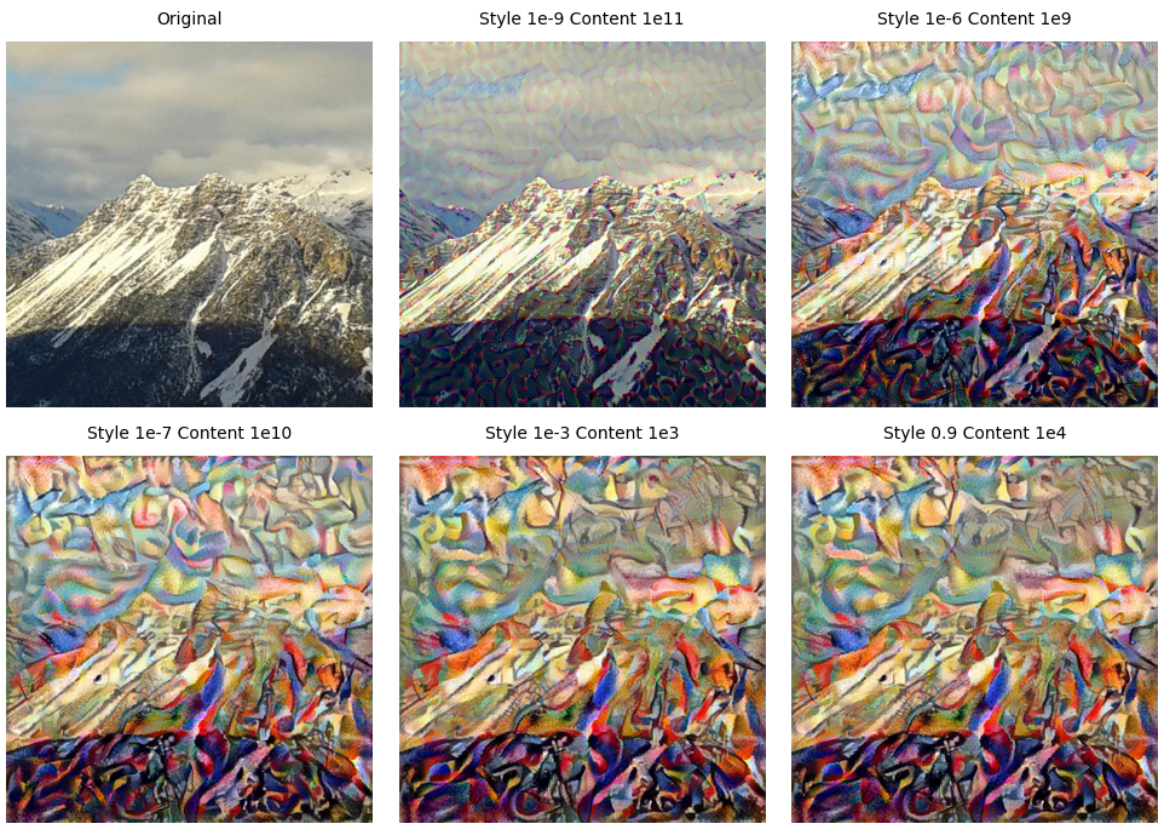 Original
Style 1e-9 Content 1e11
Style 1e-6 Content 1e9
Style 1e-7 Content 1e10
Style 1e-3 Content 1e3
Style 0.9 Content 1e4